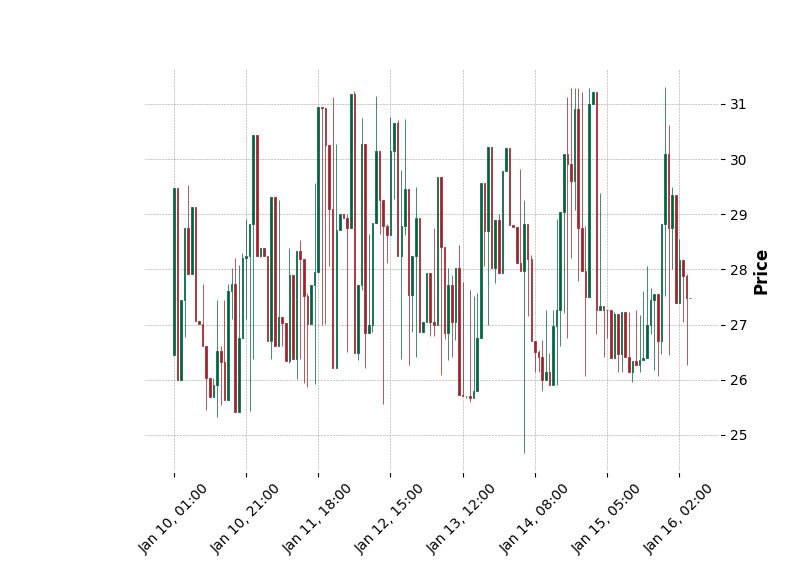 31
30
29
28
27
26
25
Price
Jan 10, 01:00
Jan 10, 21:00
Jan 11, 18:00
Jan 12, 15:00
Jan 13, 12:00
Jan 14, 08:00
Jan 15, 05:00
Jan 16, 02:00